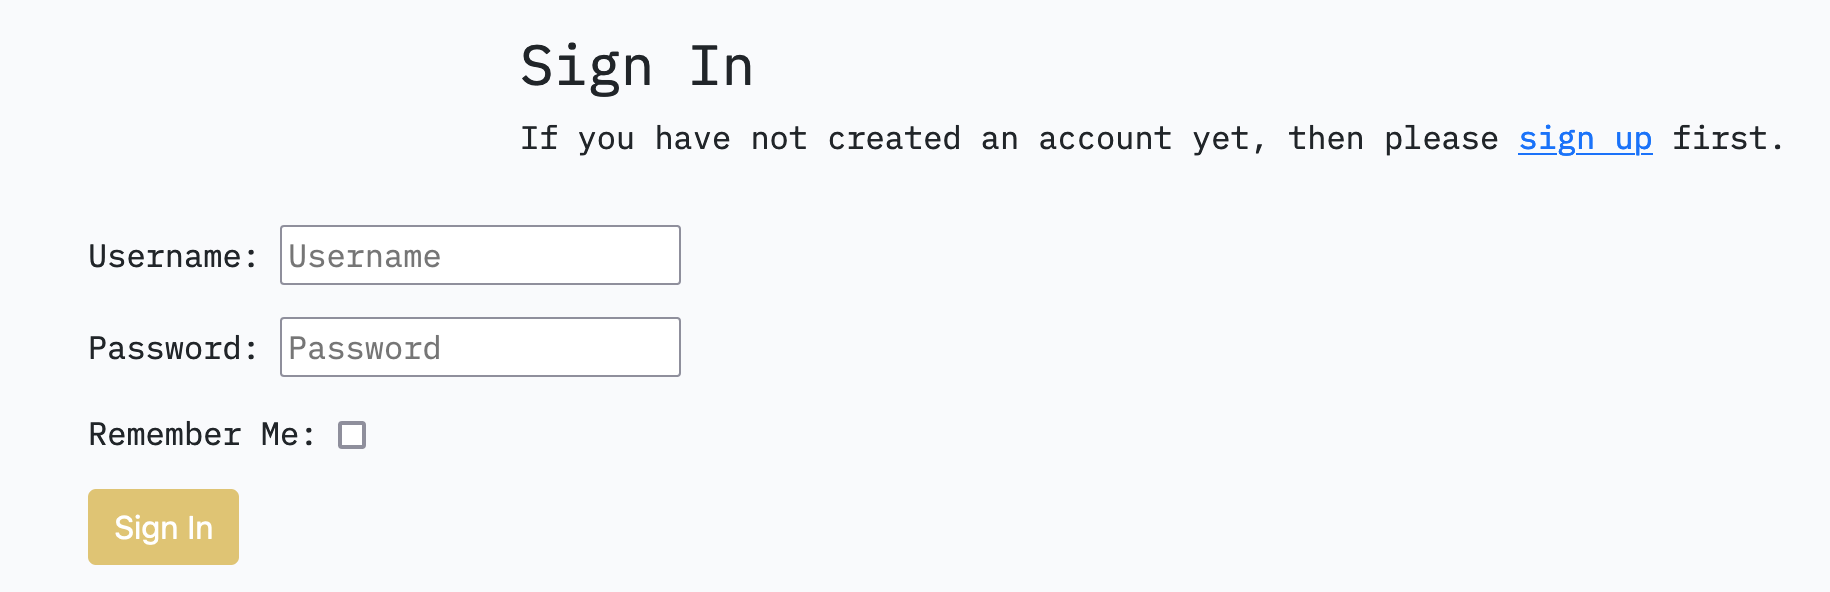 Sign In
If you have not created an account yet, then please sign up first.
Username: Username
Password: Password
Remember Me:
Sign In